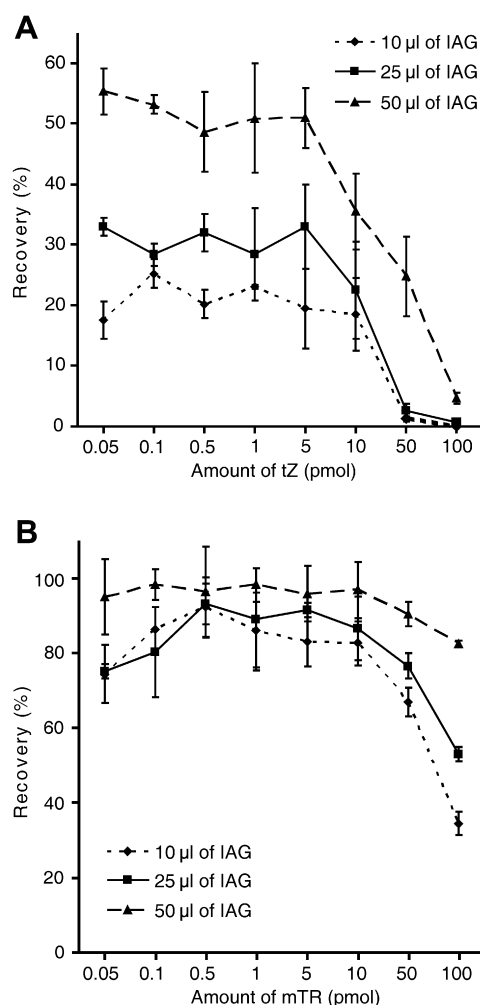 A
10 µl of IAG
25 µl of IAG
50 µl of IAG
Recovery (%)
60
50
40
30
20
10
0
0.05 0.1 0.5 1 5 10 50 100
Amount of tZ (pmol)
B
Recovery (%)
100
80
60
40
20
0
10 µl of IAG
25 µl of IAG
50 µl of IAG
0.05 0.1 0.5 1 5 10 50 100
Amount of mTR (pmol)